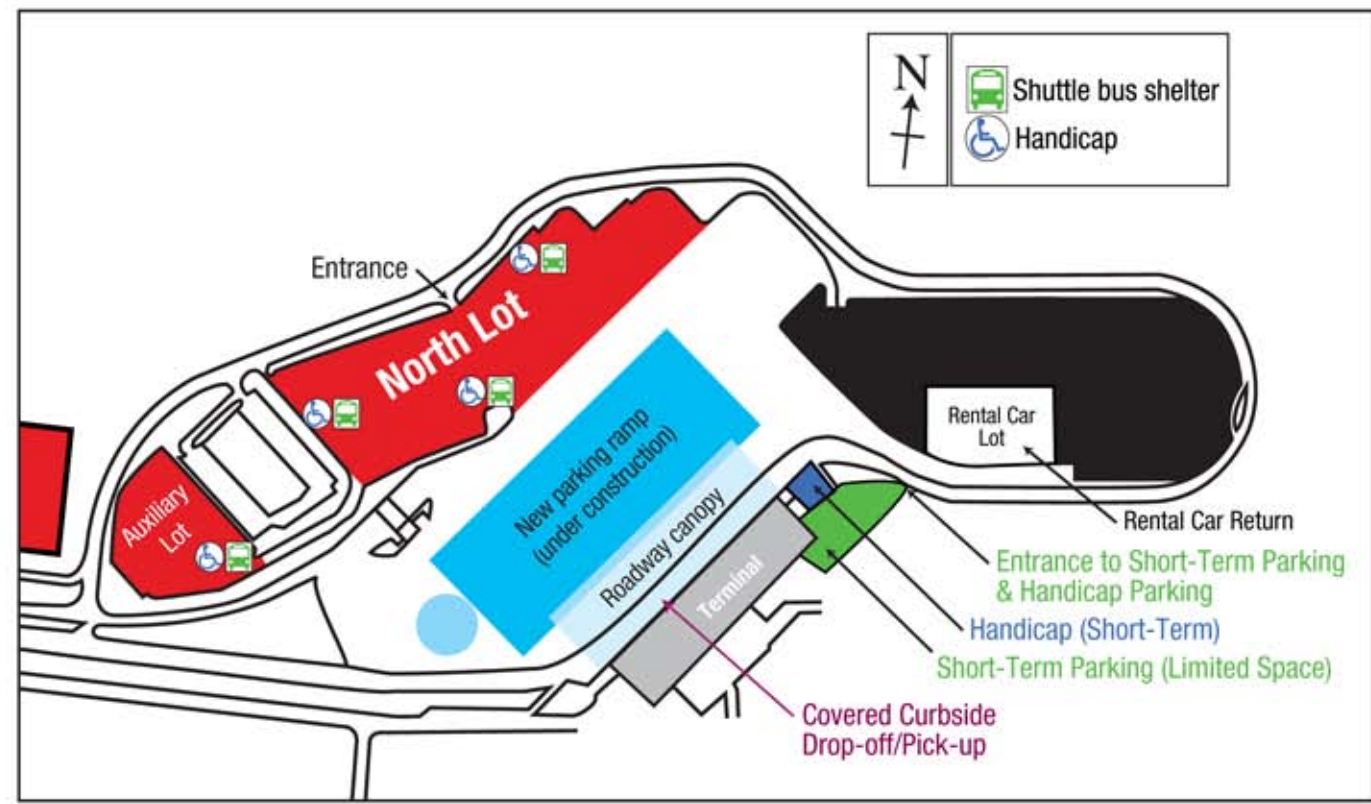 N
Shuttle bus shelter
Handicap
Entrance
North Lot
New parking ramp
(under construction)
Roadway canopy
Rental Car
Lot
Auxiliary
Lot
Terminal
Rental Car Return
Entrance to Short-Term Parking
& Handicap Parking
Handicap (Short-Term)
Short-Term Parking (Limited Space)
Covered Curbside
Drop-off/Pick-up